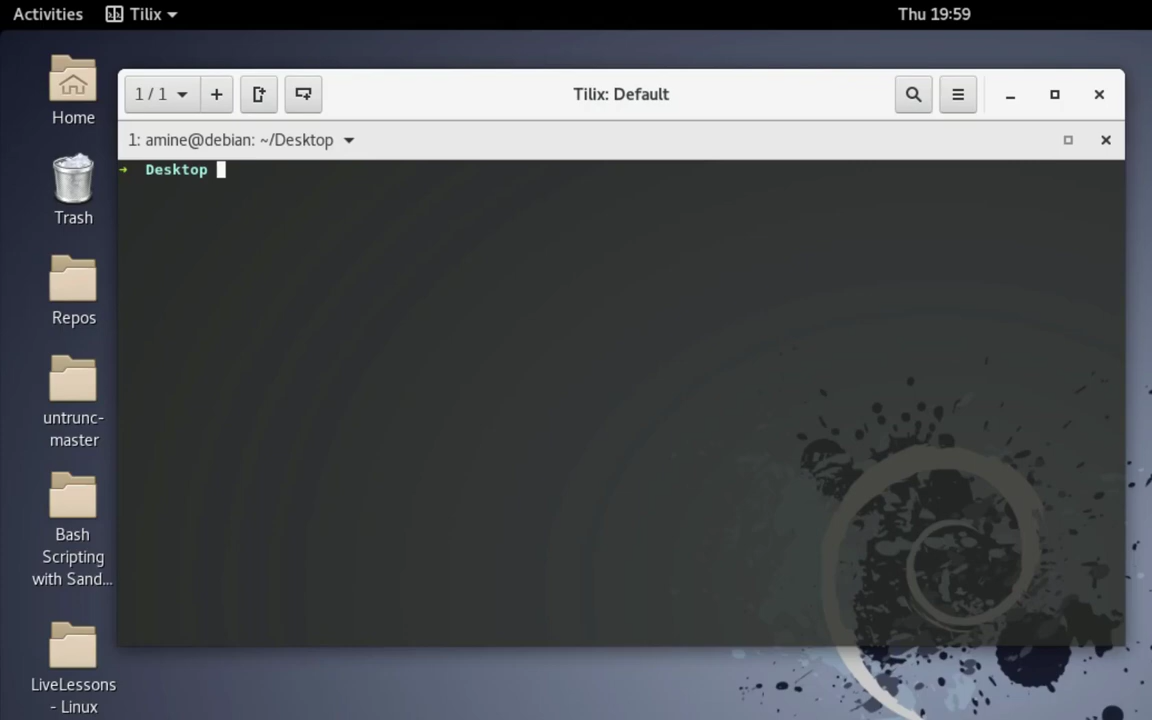 Activities
Tilix
Thu 19:59
Home
Trash
Repos
untrunc-
master
Bash
Scripting
with Sand...
LiveLessons
- Linux
1 / 1
Tilix: Default
1: amine@debian: ~/Desktop
➜ Desktop